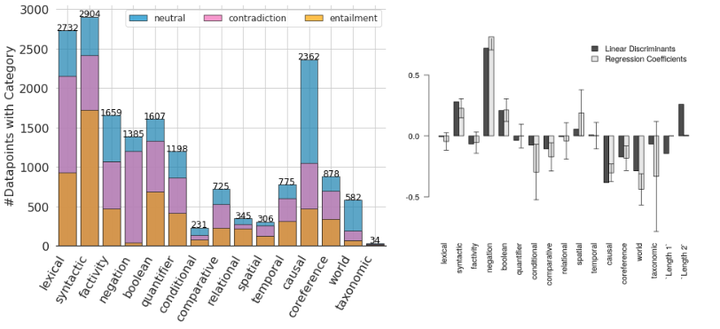 neutral contradiction entailment
#Datapoints with Category
3000
2500
2000
1500
1000
500
0
2732
2904
1659
1385
1607
1198
231
725
345
306
775
2362
878
582
34
lexical
syntactic
factivity
negation
boolean
quantifier
conditional
comparative
relational
spatial
temporal
causal
coreference
world
taxonomic
Linear Discriminants
Regression Coefficients
0.5
0.0
-0.5
lexical
syntactic
factivity
negation
boolean
quantifier
conditional
comparative
relational
spatial
temporal
causal
coreference
world
taxonomic
`Length 1`
`Length 2`